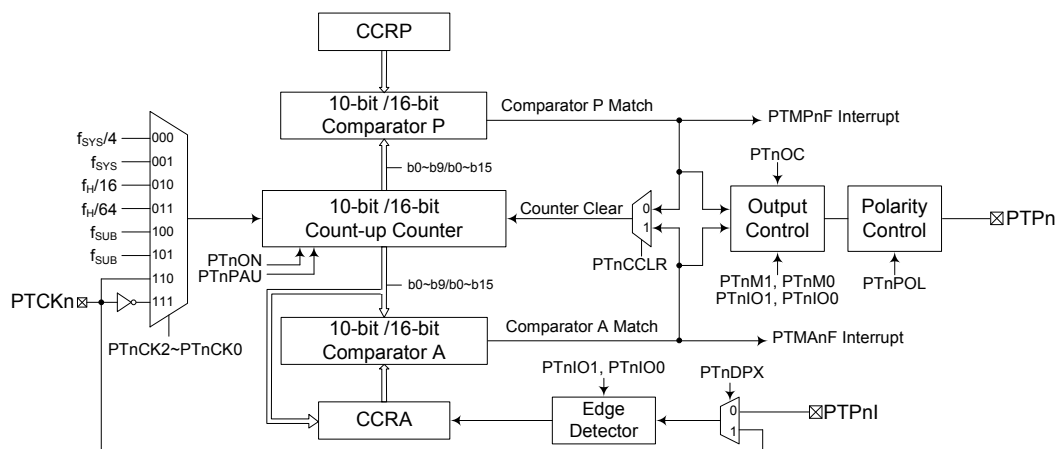 CCRP
10-bit /16-bit
Comparator P
Comparator P Match
PTMPnF Interrupt
b0~b9/b0~b15
PTnOC
fSYS/4
000
fSYS
001
fH/16
010
fH/64
011
fSUB
100
fSUB
101
110
111
10-bit /16-bit
Count-up Counter
Counter Clear
0
1
PTnCCLR
Output
Control
Polarity
Control
PTPn
PTnON
PTnPAU
PTnM1, PTnM0
PTnIO1, PTnIO0
PTnPOL
b0~b9/b0~b15
PTCKn
PTnCK2~PTnCK0
10-bit /16-bit
Comparator A
Comparator A Match
PTMAnF Interrupt
PTnIO1, PTnIO0
PTnDPX
CCRA
Edge
Detector
0
1
PTPnI